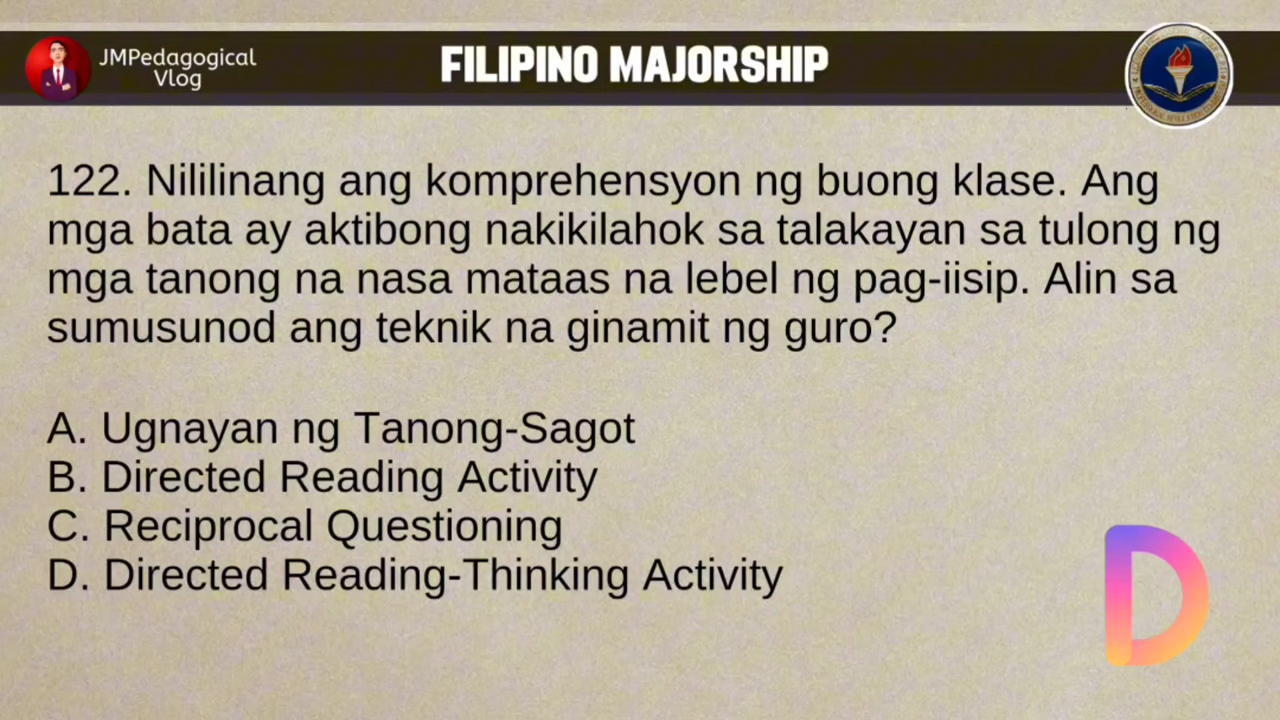 JMPedagogical
Vlog
FILIPINO MAJORSHIP
122. Nililinang ang komprehensyon ng buong klase. Ang
mga bata ay aktibong nakikilahok sa talakayan sa tulong ng
mga tanong na nasa mataas na lebel ng pag-iisip. Alin sa
sumusunod ang teknik na ginamit ng guro?
A. Ugnayan ng Tanong-Sagot
B. Directed Reading Activity
C. Reciprocal Questioning
D. Directed Reading-Thinking Activity
D